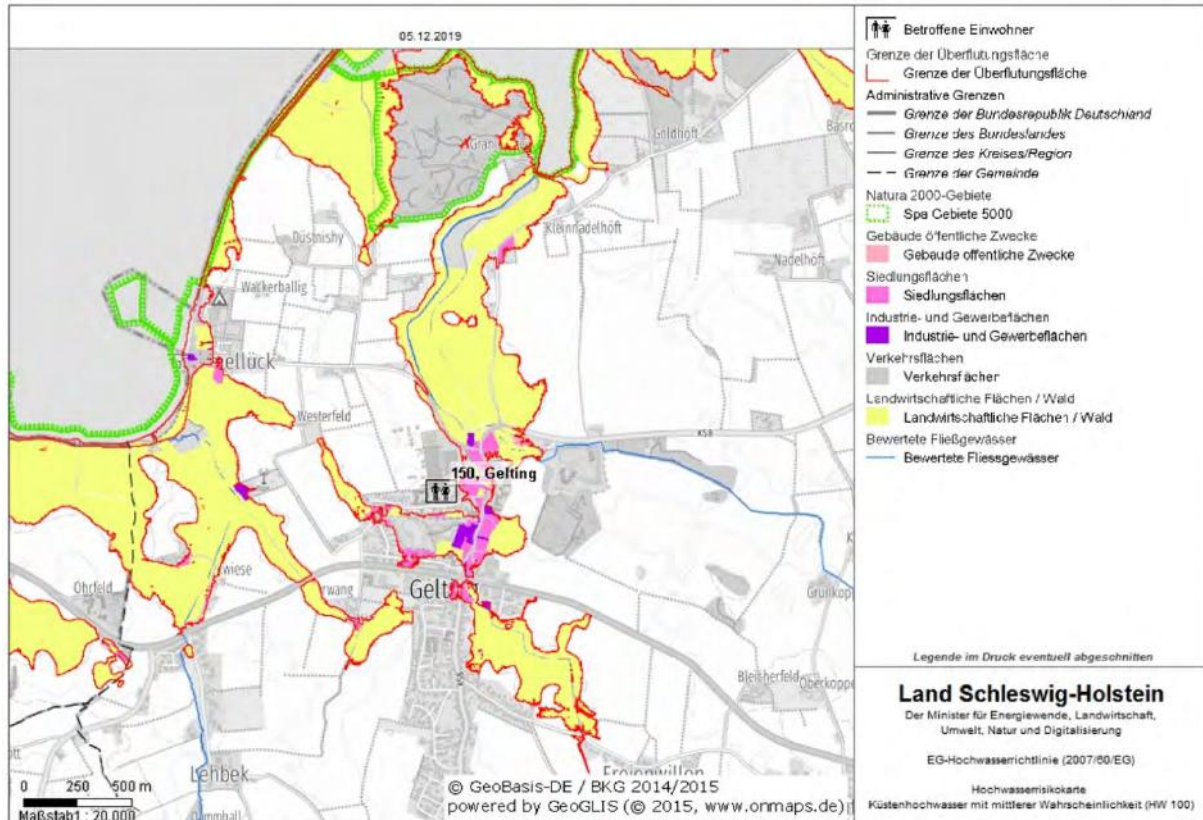 05.12.2019
Goldhöft
Kleinnadelhöft
Nadelhöft
Düstnishy
Wackerballig
Westerfeld
K58
150, Gelting
Gelting
Ohrfeld
Lehbek
Bleicherfeld
0 250 500 m
Maßstab1 : 20.000
© GeoBasis-DE / BKG 2014/2015
powered by GeoGLIS (© 2015, www.onmaps.de)
Betroffene Einwohner
Grenze der Überflutungsfläche
Grenze der Überflutungsfläche
Administrative Grenzen
Grenze der Bundesrepublik Deutschland
Grenze des Bundeslandes
Grenze des Kreises/Region
Grenze der Gemeinde
Natura 2000-Gebiete
Spa Gebiete 5000
Gebäude öffentliche Zwecke
Gebäude öffentliche Zwecke
Siedlungsflächen
Siedlungsflächen
Industrie- und Gewerbeflächen
Industrie- und Gewerbeflächen
Verkehrsflächen
Verkehrsflächen
Landwirtschaftliche Flächen / Wald
Landwirtschaftliche Flächen / Wald
Bewertete Fließgewässer
Bewertete Fliessgewässer
Legende im Druck eventuell abgeschnitten
Land Schleswig-Holstein
Der Minister für Energiewende, Landwirtschaft,
Umwelt, Natur und Digitalisierung
EG-Hochwasserrichtlinie (2007/60/EG)
Hochwasserrisikokarte
Küstenhochwasser mit mittlerer Wahrscheinlichkeit (HW 100)